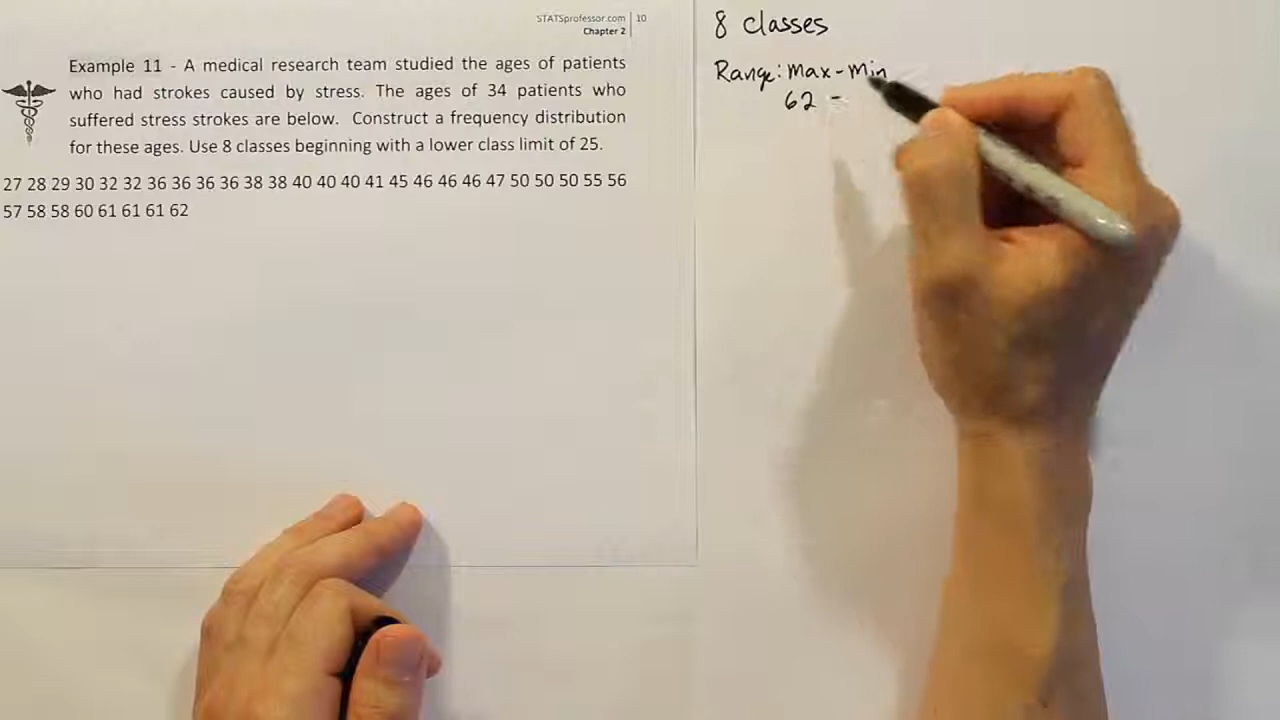 STATSprofessor.com | 10
Chapter 2
Example 11 - A medical research team studied the ages of patients
who had strokes caused by stress. The ages of 34 patients who
suffered stress strokes are below. Construct a frequency distribution
for these ages. Use 8 classes beginning with a lower class limit of 25.
27 28 29 30 32 32 36 36 36 36 38 38 40 40 40 41 45 46 46 46 47 50 50 50 55 56
57 58 58 60 61 61 61 62
8 classes
Range: Max - Min
62 -